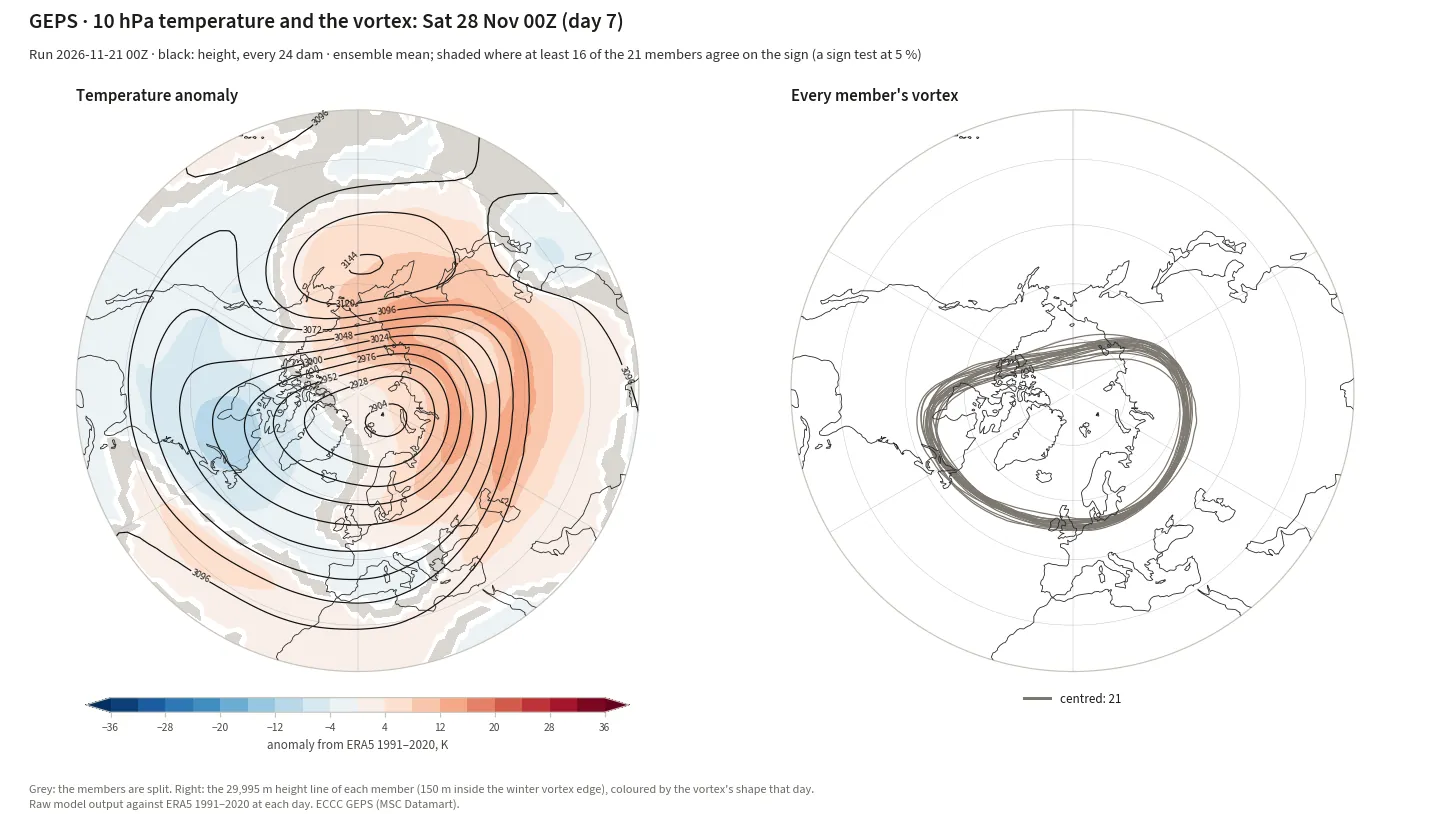 GEPS · 10 hPa temperature and the vortex: Sat 28 Nov 00Z (day 7)
Run 2026-11-21 00Z · black: height, every 24 dam · ensemble mean; shaded where at least 16 of the 21 members agree on the sign (a sign test at 5 %)
Temperature anomaly
Every member's vortex
3096
3144
3120
3096
3072
3048
3024
3000
2976
2952
2928
2904
3096
3096
−36 −28 −20 −12 −4 4 12 20 28 36
anomaly from ERA5 1991–2020, K
centred: 21
Grey: the members are split. Right: the 29,995 m height line of each member (150 m inside the winter vortex edge), coloured by the vortex's shape that day.
Raw model output against ERA5 1991–2020 at each day. ECCC GEPS (MSC Datamart).